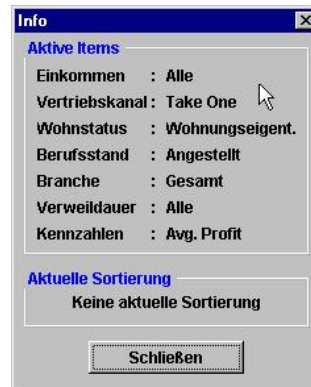 Info
Aktive Items
Einkommen : Alle
Vertriebskanal : Take One
Wohnstatus : Wohnungseigent.
Berufsstand : Angestellt
Branche : Gesamt
Verweildauer : Alle
Kennzahlen : Avg. Profit
Aktuelle Sortierung
Keine aktuelle Sortierung
Schließen